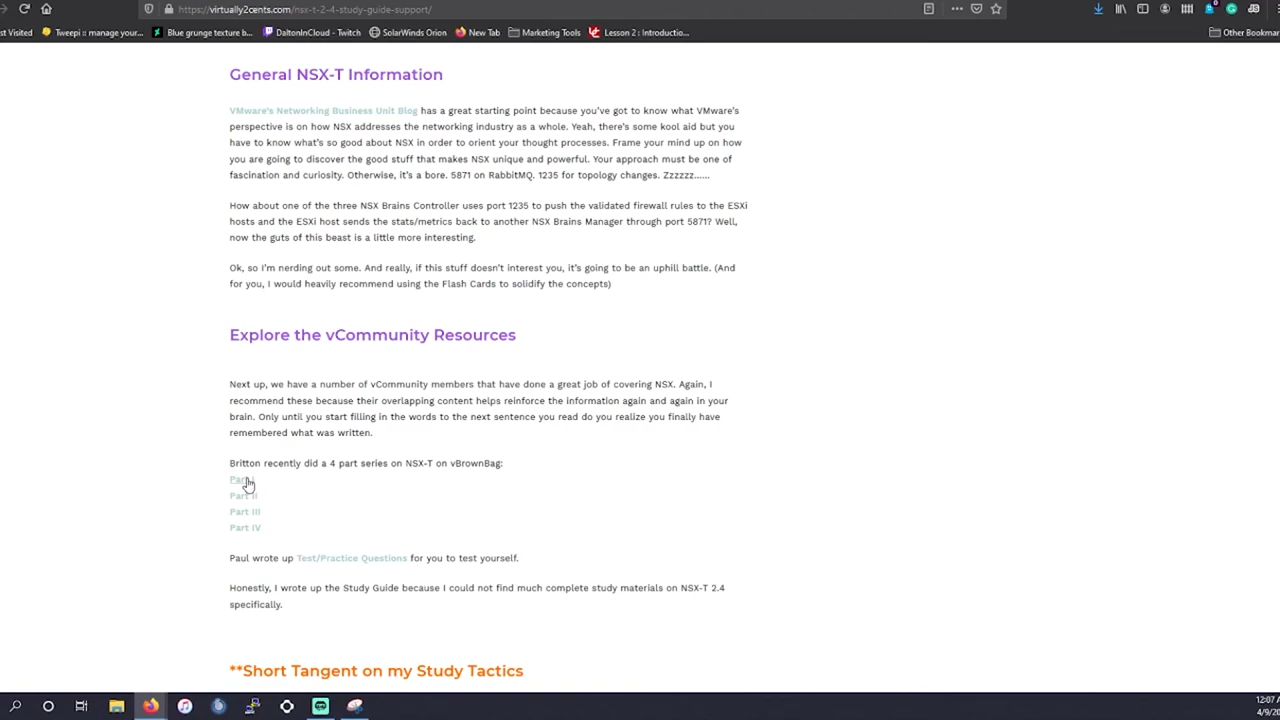 https://virtually2cents.com/nsx-t-2-4-study-guide-support/
st Visited
Tweepi :: manage your...
Blue grunge texture b...
DaltonInCloud - Twitch
SolarWinds Orion
New Tab
Marketing Tools
Lesson 2 : Introductio...
Other Bookmar
General NSX-T Information
VMware's Networking Business Unit Blog has a great starting point because you've got to know what VMware's
perspective is on how NSX addresses the networking industry as a whole. Yeah, there's some kool aid but you
have to know what's so good about NSX in order to orient your thought processes. Frame your mind up on how
you are going to discover the good stuff that makes NSX unique and powerful. Your approach must be one of
fascination and curiosity. Otherwise, it's a bore. 5871 on RabbitMQ. 1235 for topology changes. Zzzzzz......
How about one of the three NSX Brains Controller uses port 1235 to push the validated firewall rules to the ESXi
hosts and the ESXi host sends the stats/metrics back to another NSX Brains Manager through port 5871? Well,
now the guts of this beast is a little more interesting.
Ok, so I'm nerding out some. And really, if this stuff doesn't interest you, it's going to be an uphill battle. (And
for you, I would heavily recommend using the Flash Cards to solidify the concepts)
Explore the vCommunity Resources
Next up, we have a number of vCommunity members that have done a great job of covering NSX. Again, I
recommend these because their overlapping content helps reinforce the information again and again in your
brain. Only until you start filling in the words to the next sentence you read do you realize you finally have
remembered what was written.
Britton recently did a 4 part series on NSX-T on vBrownBag:
Part I
Part II
Part III
Part IV
Paul wrote up Test/Practice Questions for you to test yourself.
Honestly, I wrote up the Study Guide because I could not find much complete study materials on NSX-T 2.4
specifically.
**Short Tangent on my Study Tactics
12:07
4/9/20